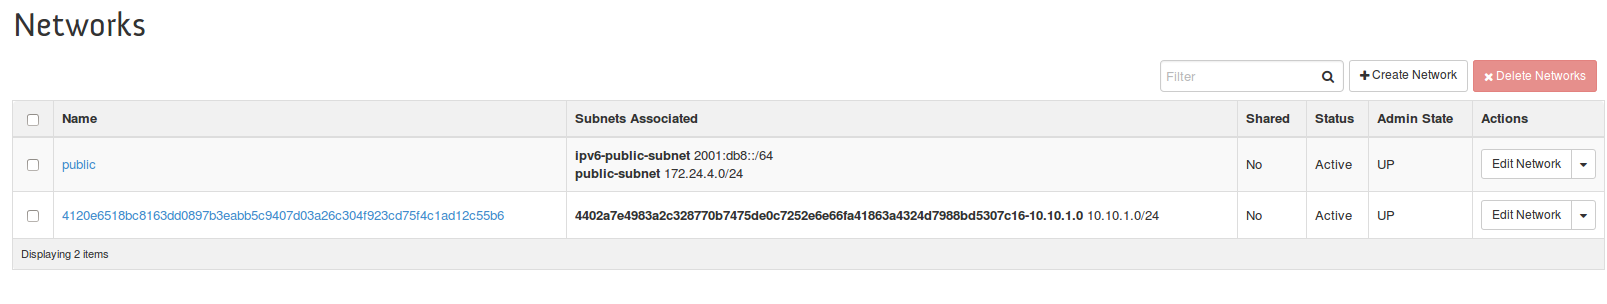 Networks
Filter Create Network Delete Networks
Name Subnets Associated Shared Status Admin State Actions
public ipv6-public-subnet 2001:db8::/64 No Active UP Edit Network
public-subnet 172.24.4.0/24
4120e6518bc8163dd0897b3eabb5c9407d03a26c304f923cd75f4c1ad12c55b6 4402a7e4983a2c328770b7475de0c7252e6e66fa41863a4324d7988bd5307c16-10.10.1.0 10.10.1.0/24 No Active UP Edit Network
Displaying 2 items